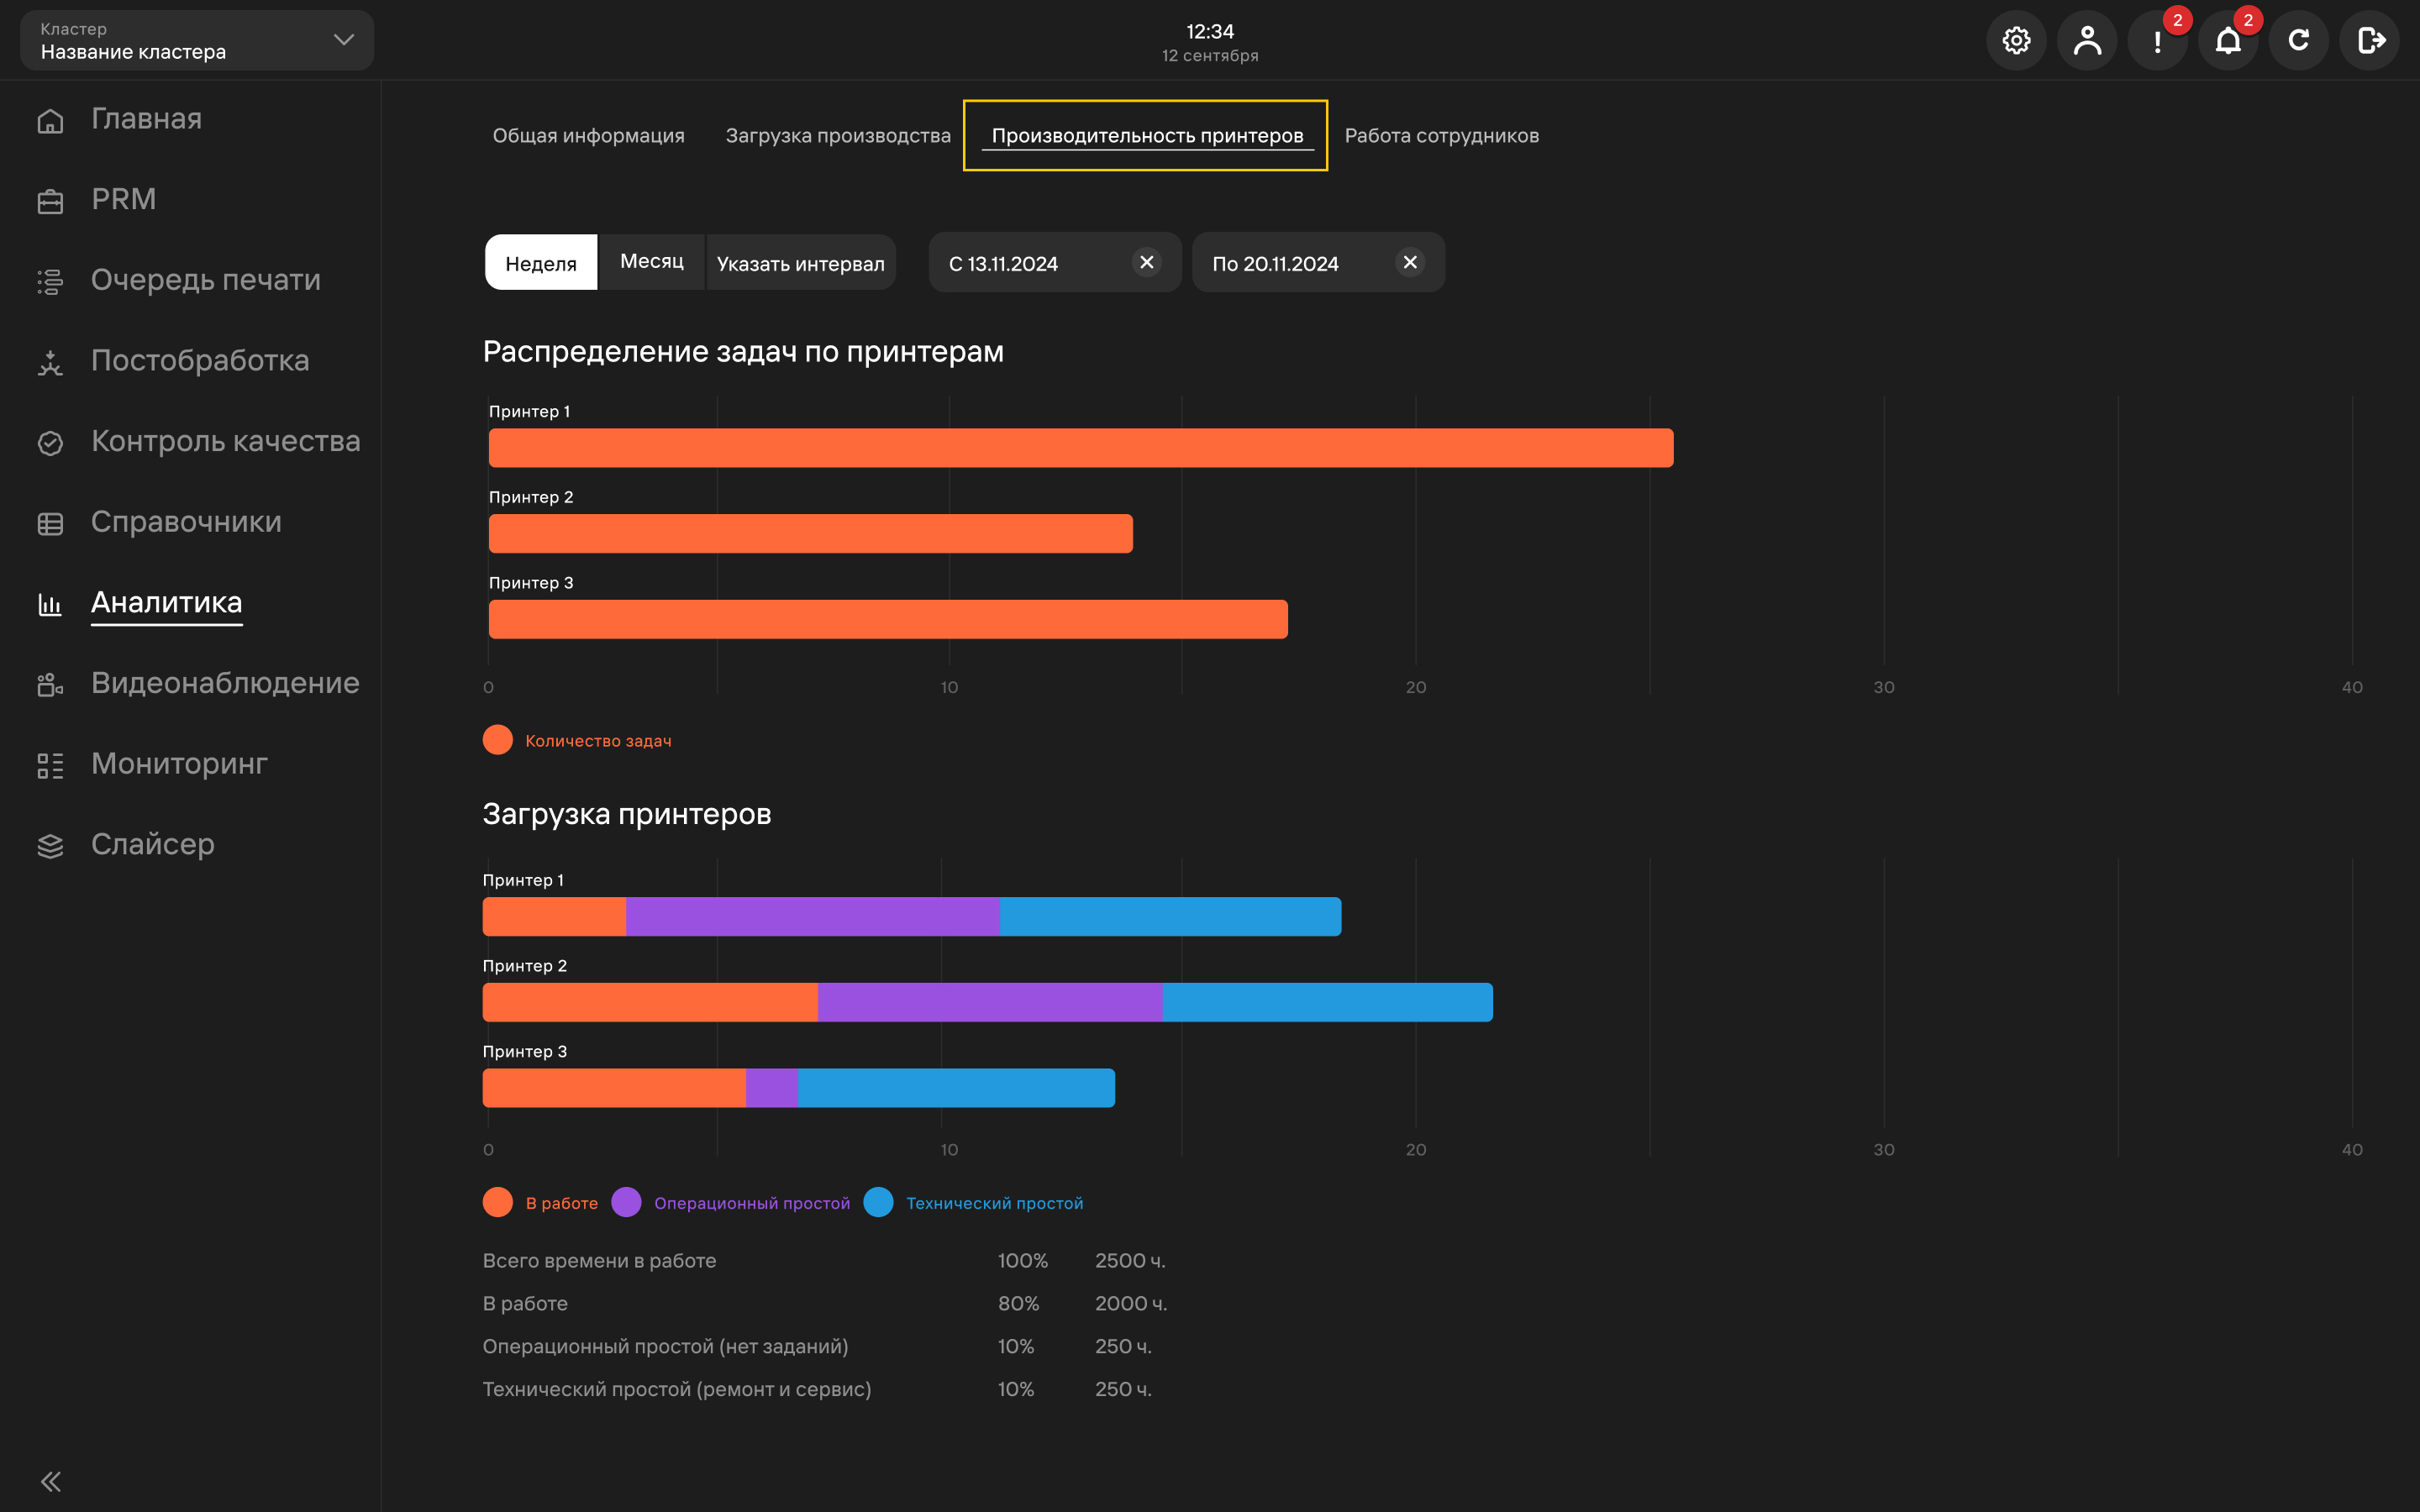 Кластер
Название кластера
12:34
12 сентября
2
2
Главная
PRM
Очередь печати
Постобработка
Контроль качества
Справочники
Аналитика
Видеонаблюдение
Мониторинг
Слайсер
Общая информация Загрузка производства Производительность принтеров Работа сотрудников
Неделя Месяц Указать интервал С 13.11.2024 По 20.11.2024
Распределение задач по принтерам
Принтер 1
Принтер 2
Принтер 3
0 10 20 30 40
Количество задач
Загрузка принтеров
Принтер 1
Принтер 2
Принтер 3
0 10 20 30 40
В работе Операционный простой Технический простой
Всего времени в работе 100% 2500 ч.
В работе 80% 2000 ч.
Операционный простой (нет заданий) 10% 250 ч.
Технический простой (ремонт и сервис) 10% 250 ч.